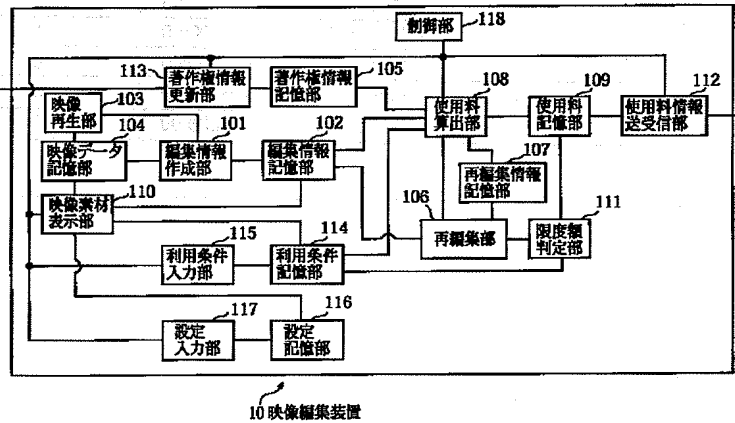 制御部
118
113
著作権情報
更新部
著作権情報
記憶部
105
108
使用料
算出部
109
使用料
記憶部
112
使用料情報
送受信部
103
映像
再生部
104
映像データ
記憶部
101
編集情報
作成部
102
編集情報
記憶部
107
再編集情報
記憶部
110
映像素材
表示部
106
再編集部
111
限度額
判定部
115
利用条件
入力部
114
利用条件
記憶部
117
設定
入力部
116
設定
記憶部
10 映像編集装置